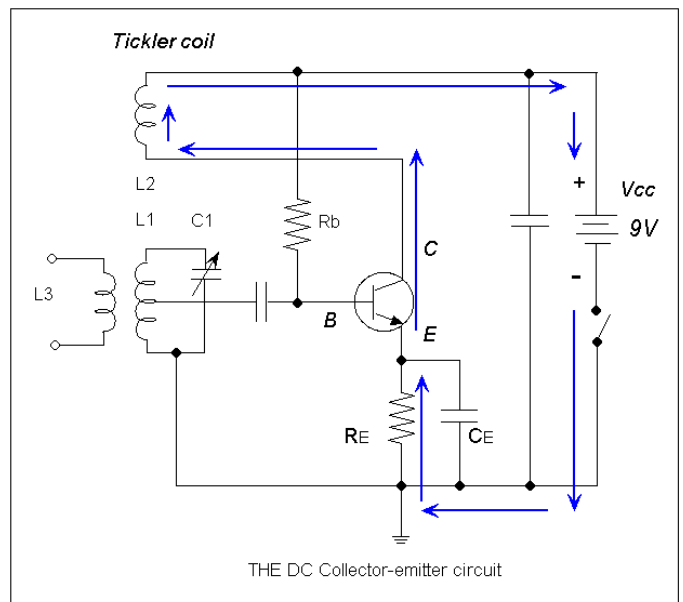 Tickler coil
L2
L1
C1
Rb
L3
C
B
E
+
Vcc
9V
-
RE
CE
THE DC Collector-emitter circuit